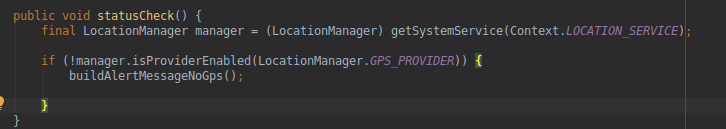 public void statusCheck() {
    final LocationManager manager = (LocationManager) getSystemService(Context.LOCATION_SERVICE);
    if (!manager.isProviderEnabled(LocationManager.GPS_PROVIDER)) {
        buildAlertMessageNoGps();
    }
}